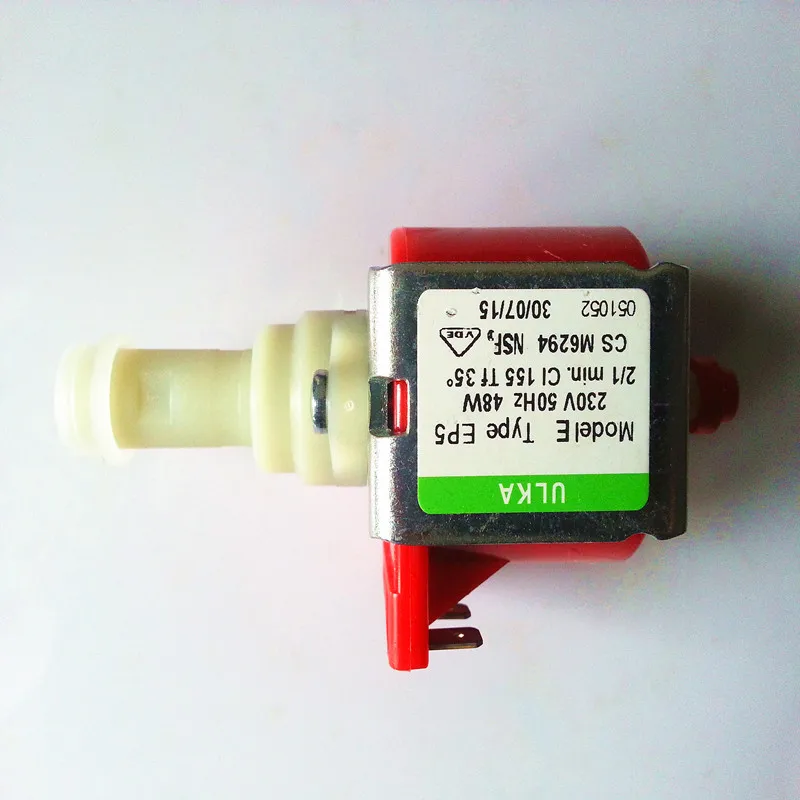 ULKA
Model E Type EP5
230V 50Hz 48W
2/1 min. Cl 155 Tf 35°
CS M6294 NSF®
VDE
051052 30/07/15